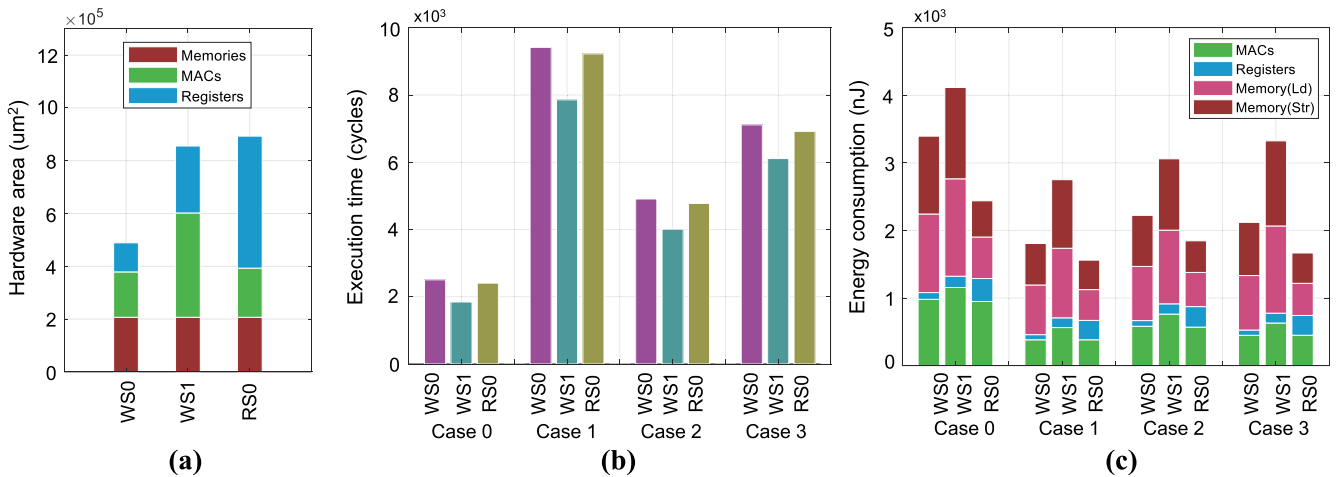 ×10⁵
Hardware area (um²)
12
10
8
6
4
2
0
Memories
MACs
Registers
WS0
WS1
RS0
(a)
x10³
Execution time (cycles)
10
8
6
4
2
0
WS0 WS1 RS0 WS0 WS1 RS0 WS0 WS1 RS0 WS0 WS1 RS0
Case 0 Case 1 Case 2 Case 3
(b)
x10³
Energy consumption (nJ)
5
4
3
2
1
0
MACs
Registers
Memory(Ld)
Memory(Str)
WS0 WS1 RS0 WS0 WS1 RS0 WS0 WS1 RS0 WS0 WS1 RS0
Case 0 Case 1 Case 2 Case 3
(c)